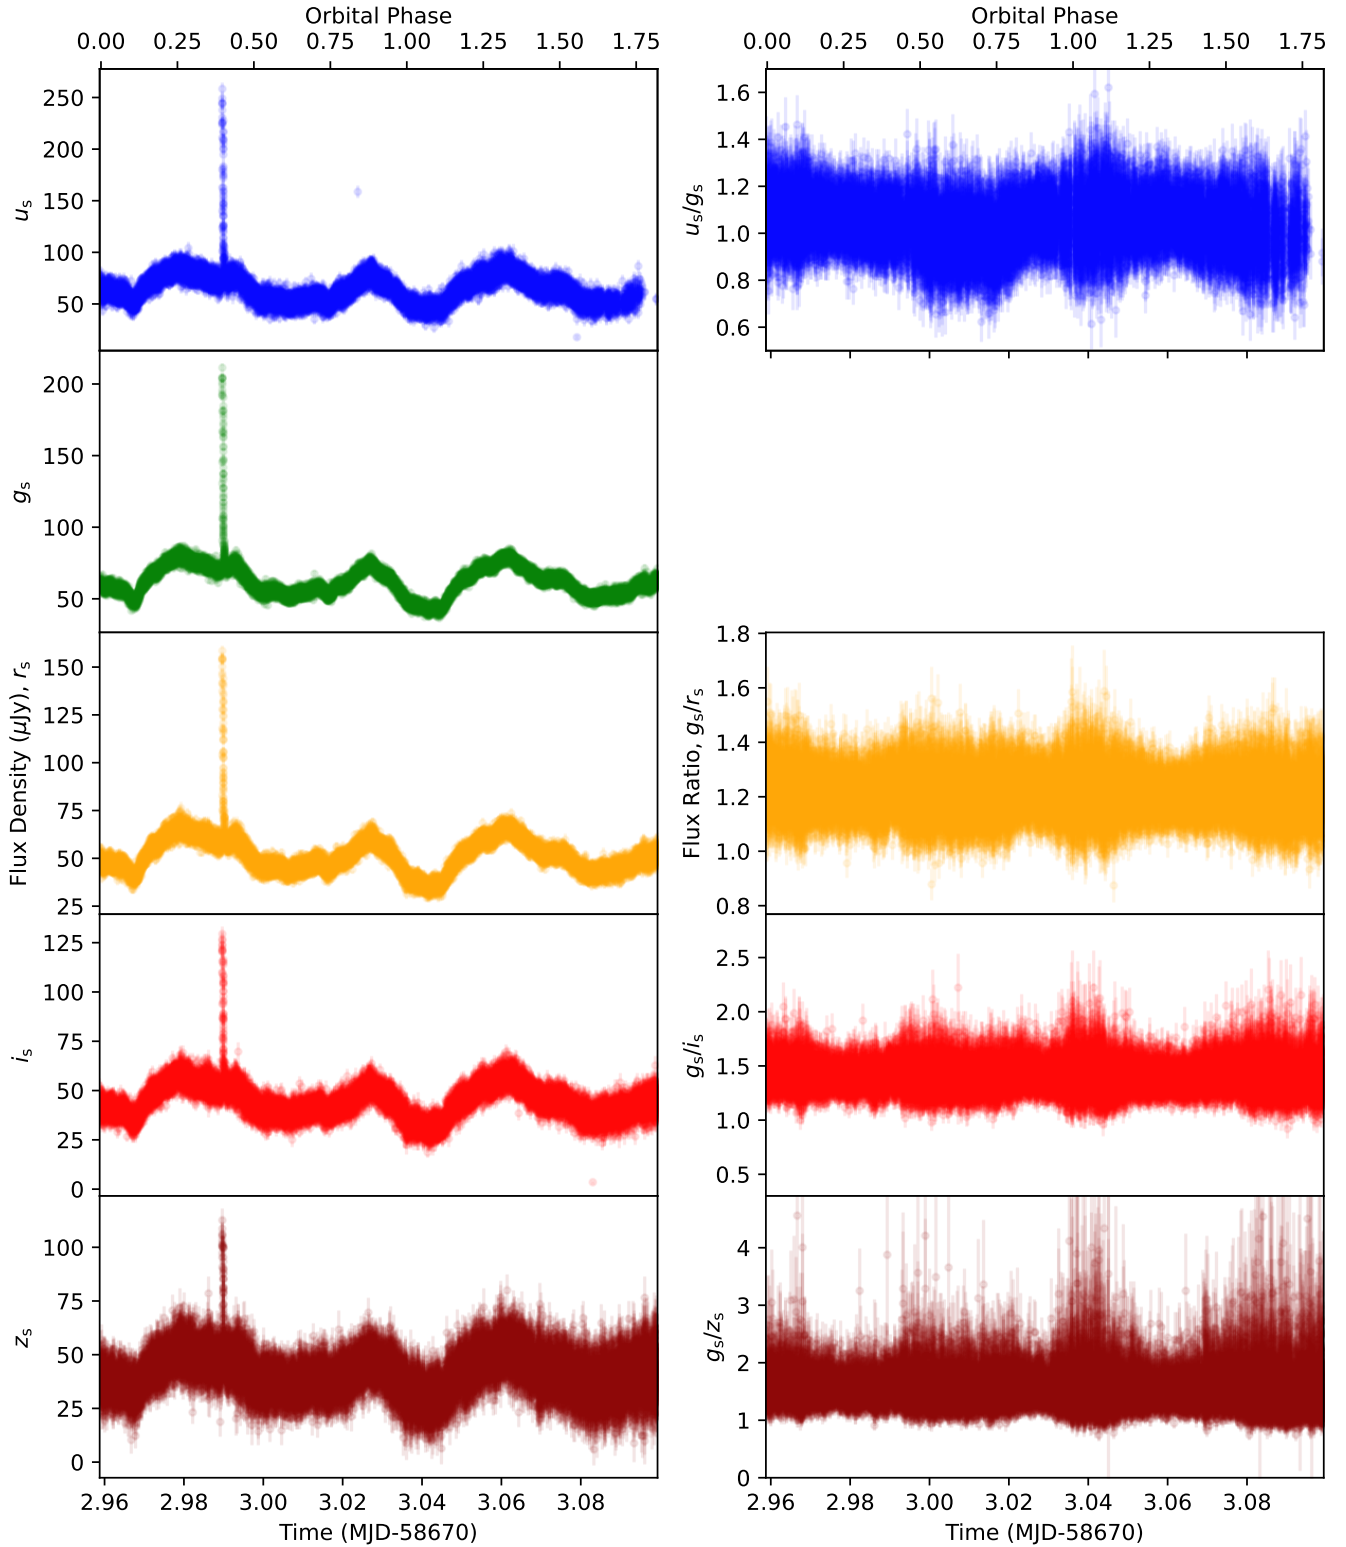 Orbital Phase
0.00 0.25 0.50 0.75 1.00 1.25 1.50 1.75
Orbital Phase
0.00 0.25 0.50 0.75 1.00 1.25 1.50 1.75
250
200
150
100
50
uₛ
1.6
1.4
1.2
1.0
0.8
0.6
uₛ/gₛ
200
150
100
50
gₛ
150
125
100
75
50
25
Flux Density (μJy), rₛ
1.8
1.6
1.4
1.2
1.0
0.8
Flux Ratio, gₛ/rₛ
125
100
75
50
25
0
iₛ
2.5
2.0
1.5
1.0
0.5
gₛ/iₛ
100
75
50
25
0
zₛ
4
3
2
1
0
gₛ/zₛ
2.96 2.98 3.00 3.02 3.04 3.06 3.08
Time (MJD-58670)
2.96 2.98 3.00 3.02 3.04 3.06 3.08
Time (MJD-58670)